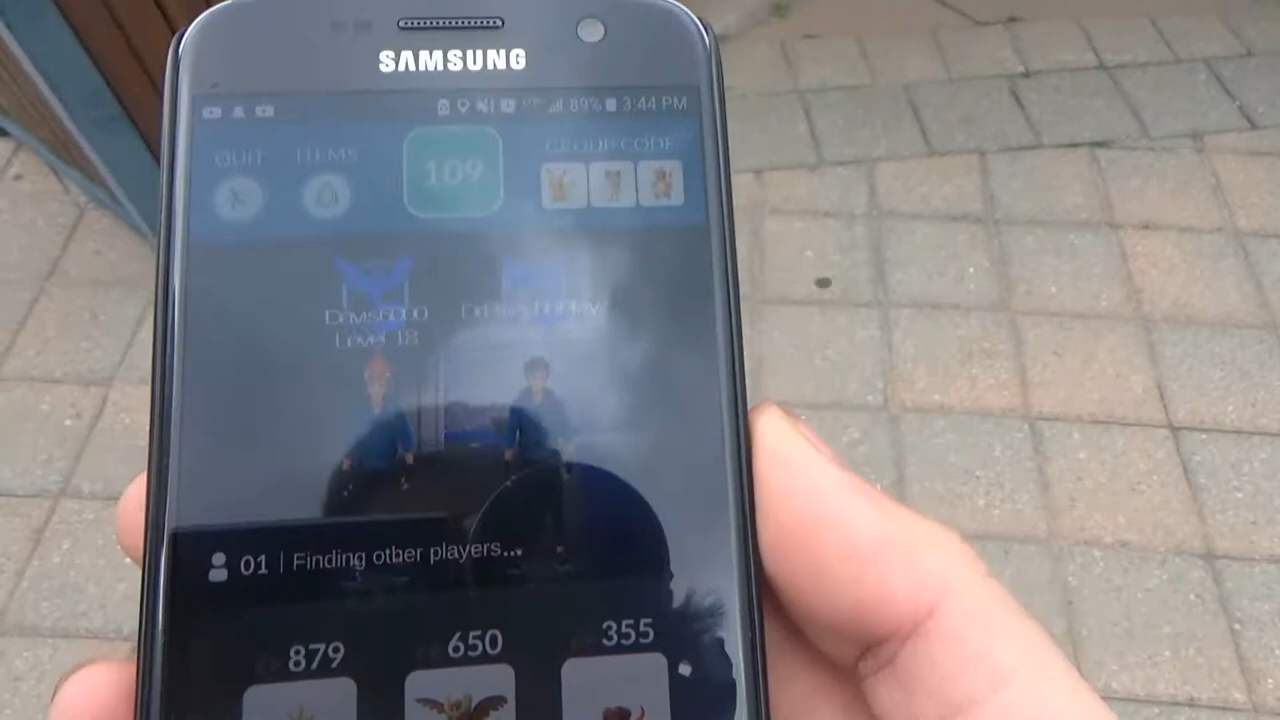 SAMSUNG
89% 3:44 PM
QUIT ITEMS 109 GROUP CODE
Level 18
01 | Finding other players...
879 650 355